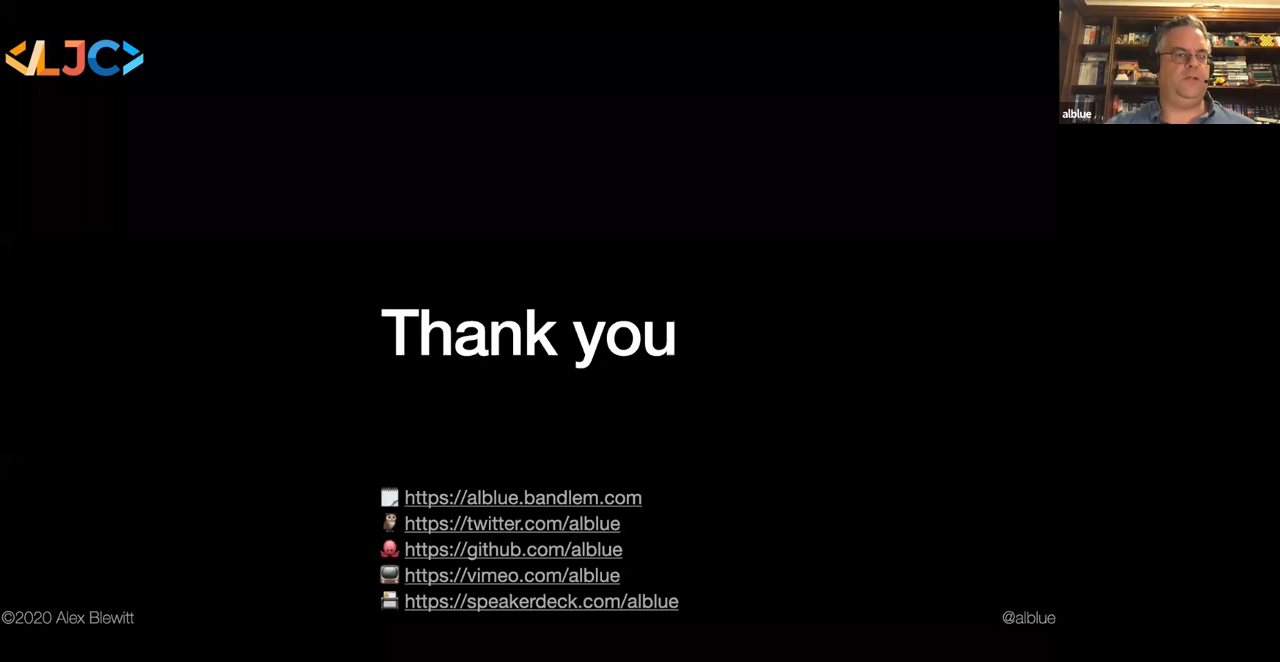 <LJC>
alblue
Thank you
https://alblue.bandlem.com
https://twitter.com/alblue
https://github.com/alblue
https://vimeo.com/alblue
https://speakerdeck.com/alblue
©2020 Alex Blewitt
@alblue